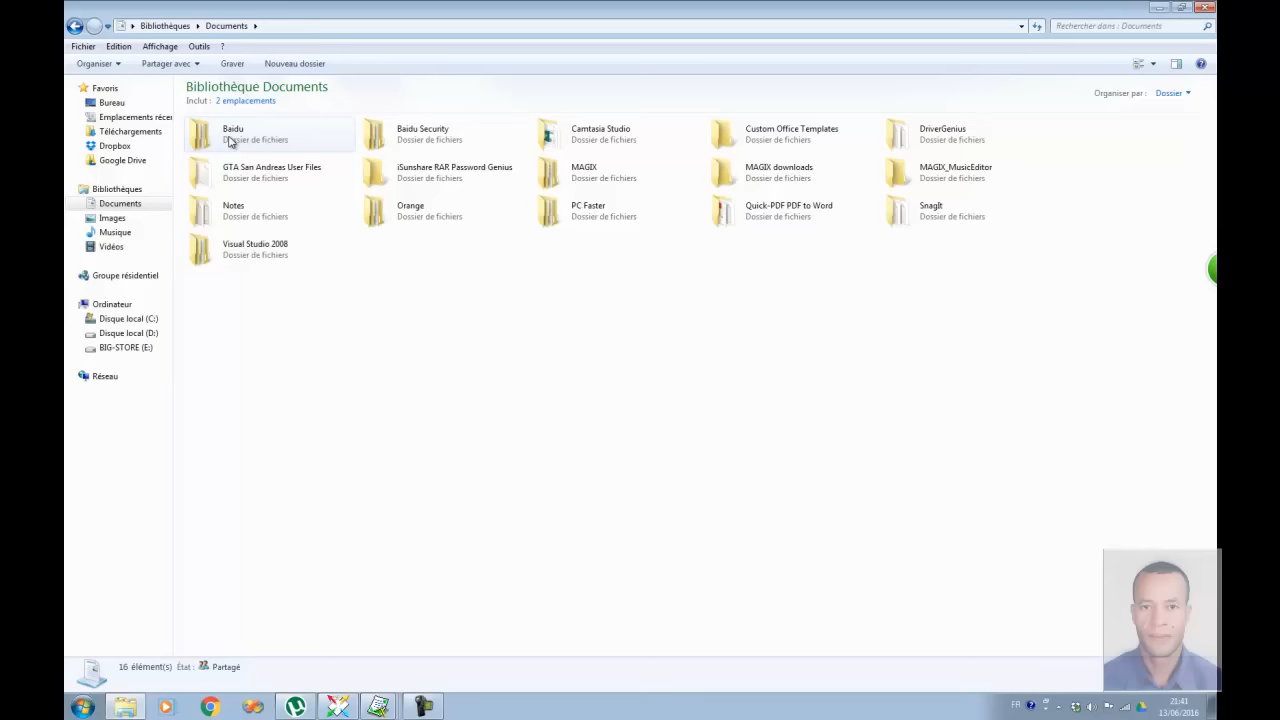 Bibliothèques Documents Rechercher dans : Documents
Fichier Edition Affichage Outils ?
Organiser Partager avec Graver Nouveau dossier
Favoris
Bureau
Emplacements récer
Téléchargements
Dropbox
Google Drive
Bibliothèques
Documents
Images
Musique
Vidéos
Groupe résidentiel
Ordinateur
Disque local (C:)
Disque local (D:)
BIG-STORE (E:)
Réseau
Bibliothèque Documents
Inclut : 2 emplacements
Organiser par : Dossier
Baidu
Dossier de fichiers
Baidu Security
Dossier de fichiers
Camtasia Studio
Dossier de fichiers
Custom Office Templates
Dossier de fichiers
DriverGenius
Dossier de fichiers
GTA San Andreas User Files
Dossier de fichiers
iSunshare RAR Password Genius
Dossier de fichiers
MAGIX
Dossier de fichiers
MAGIX downloads
Dossier de fichiers
MAGIX_MusicEditor
Dossier de fichiers
Notes
Dossier de fichiers
Orange
Dossier de fichiers
PC Faster
Dossier de fichiers
Quick-PDF PDF to Word
Dossier de fichiers
SnagIt
Dossier de fichiers
Visual Studio 2008
Dossier de fichiers
16 élément(s) État : Partagé
FR
21:41
13/06/2016